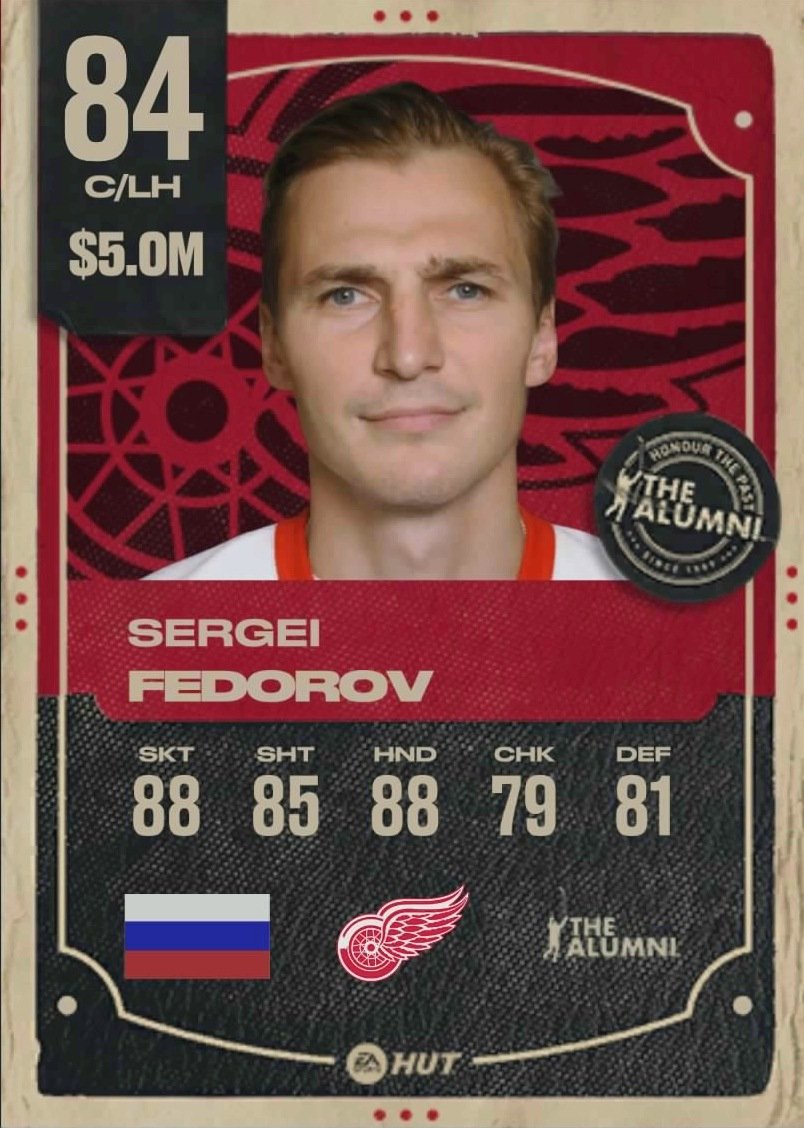 84
C/LH
$5.0M
HONOUR THE PAST
THE
ALUMNI
SERGEI
FEDOROV
SKT SHT HND CHK DEF
88 85 88 79 81
THE
ALUMNI
EA
HUT